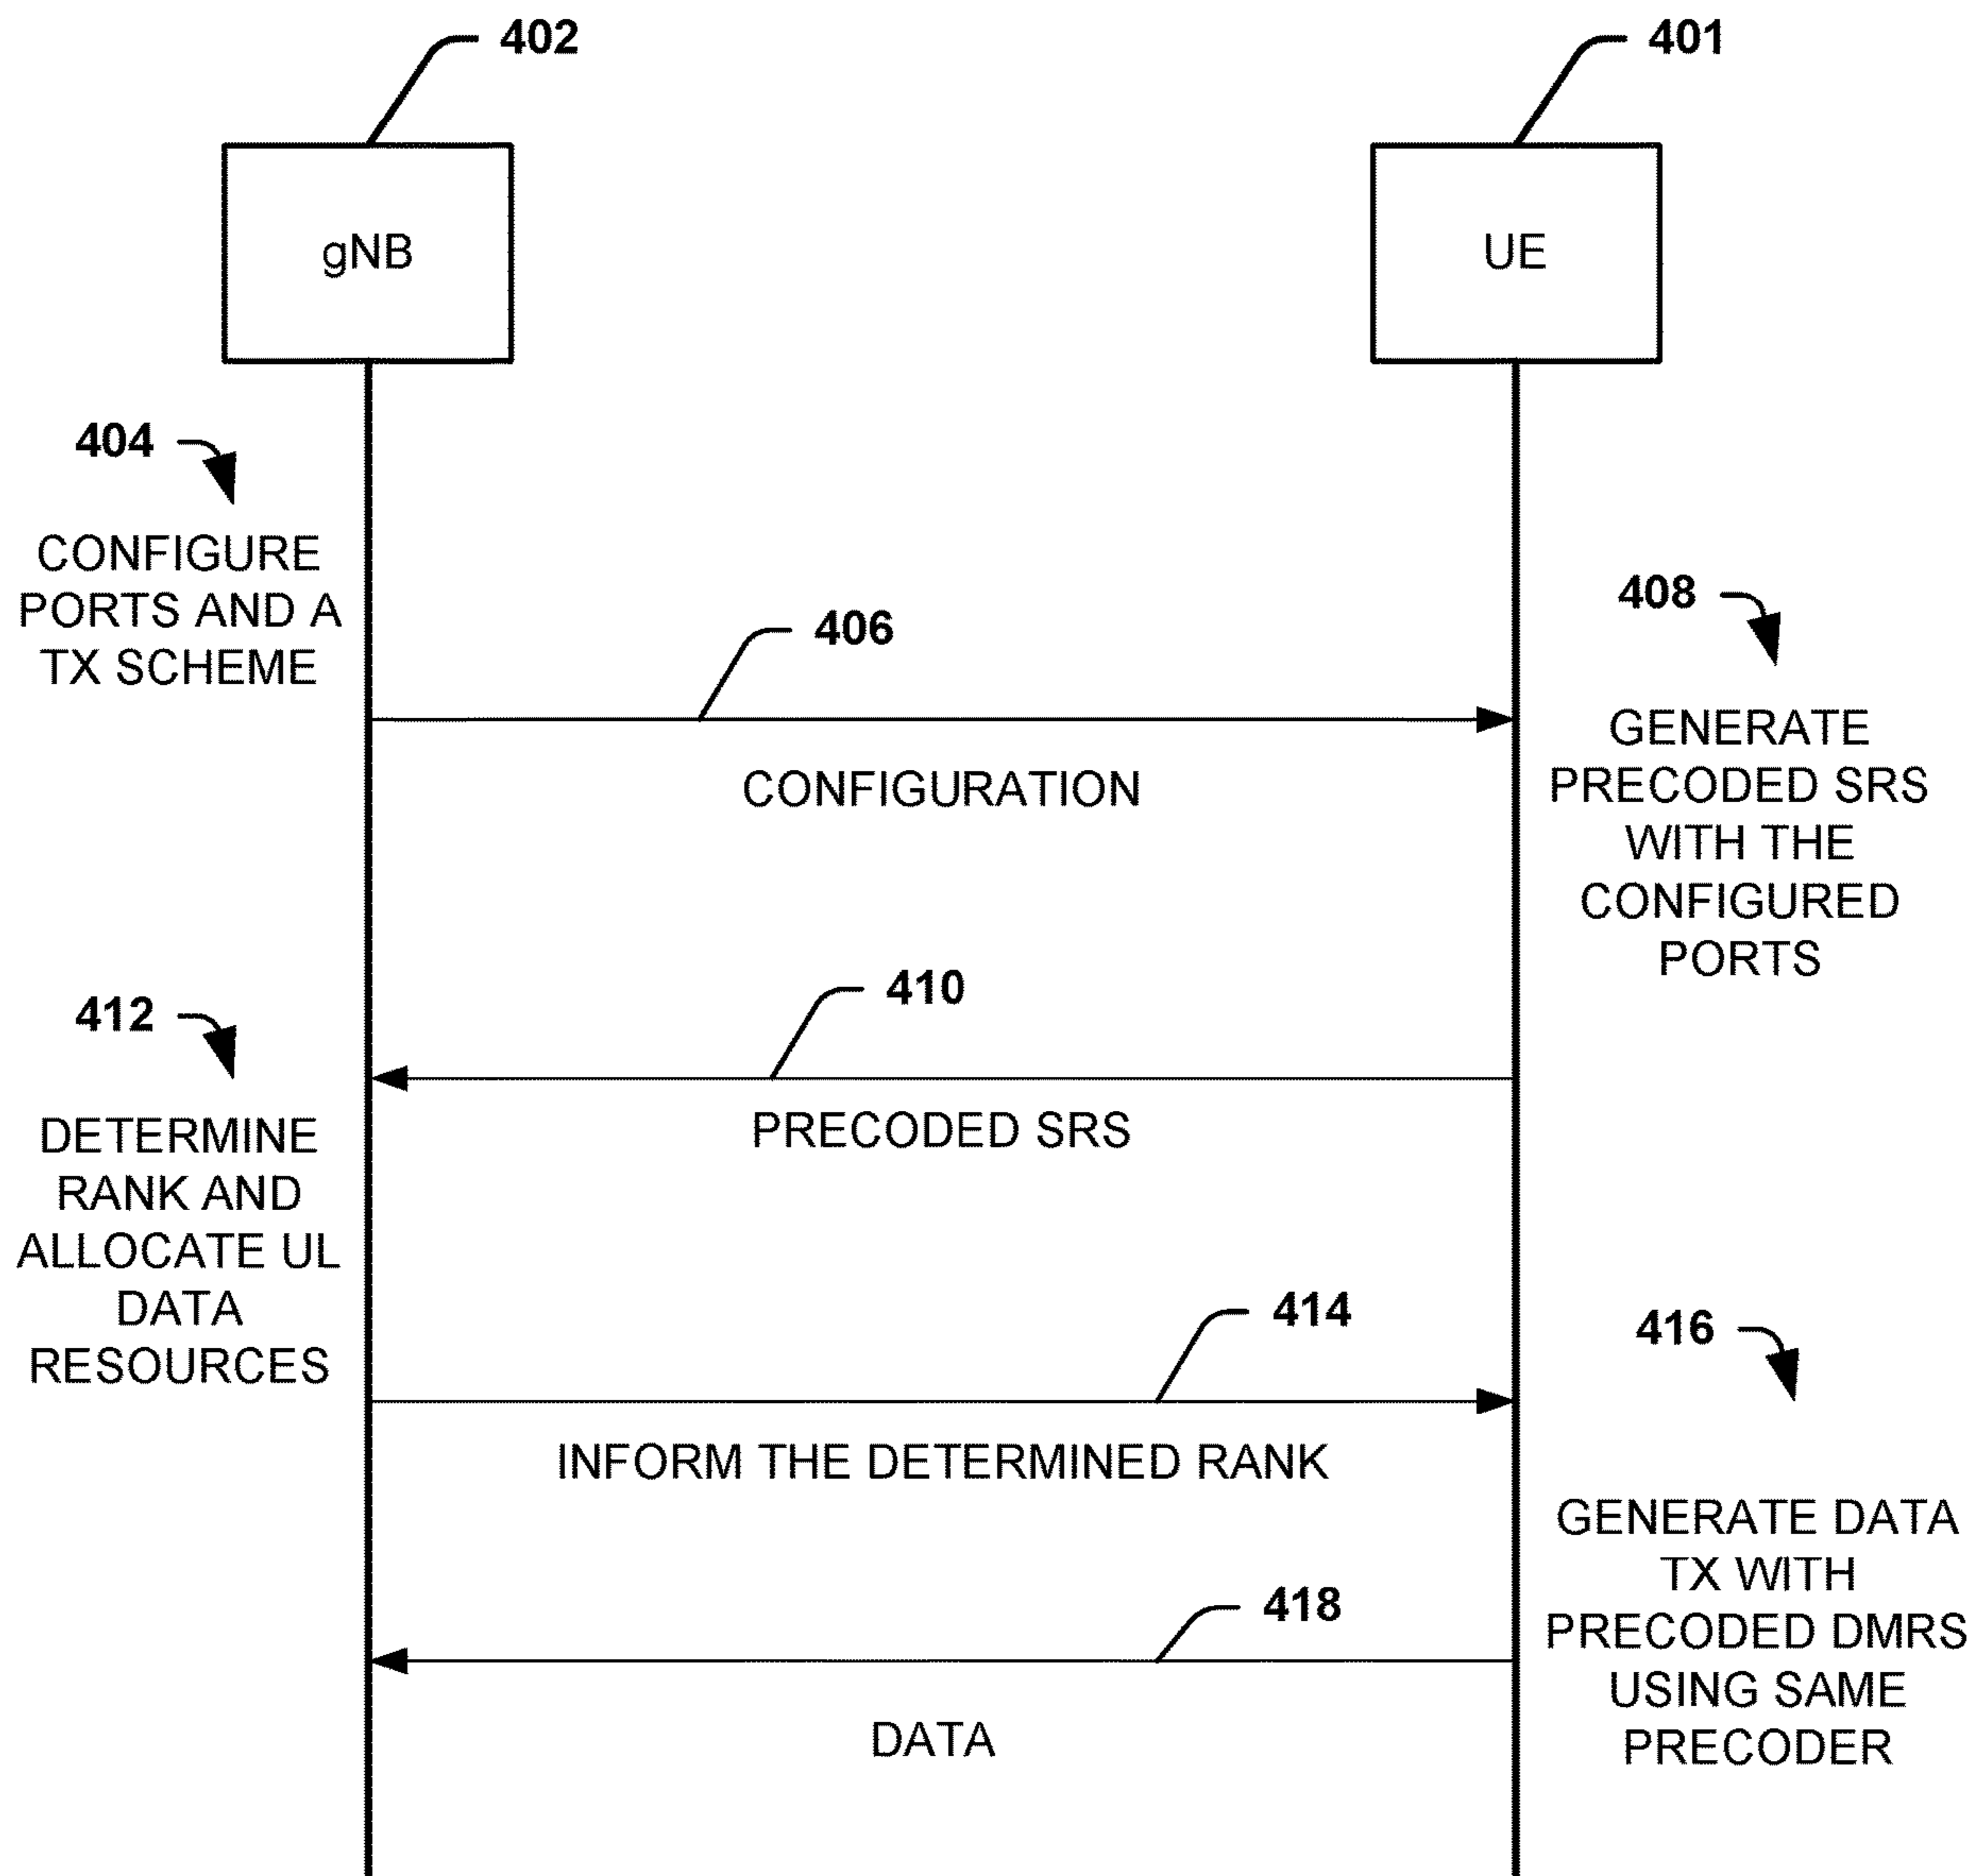 402
401
gNB
UE
404
CONFIGURE
PORTS AND A
TX SCHEME
406
CONFIGURATION
408
GENERATE
PRECODED SRS
WITH THE
CONFIGURED
PORTS
410
PRECODED SRS
412
DETERMINE
RANK AND
ALLOCATE UL
DATA
RESOURCES
414
INFORM THE DETERMINED RANK
416
GENERATE DATA
TX WITH
PRECODED DMRS
USING SAME
PRECODER
418
DATA